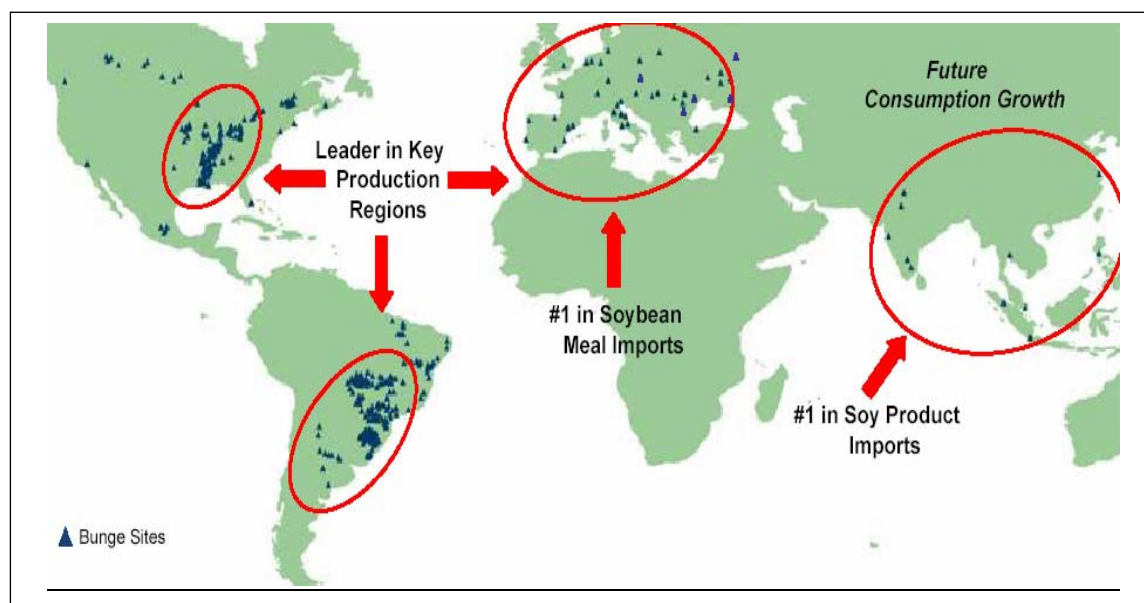 Future
Consumption Growth
Leader in Key
Production
Regions
#1 in Soybean
Meal Imports
#1 in Soy Product
Imports
Bunge Sites